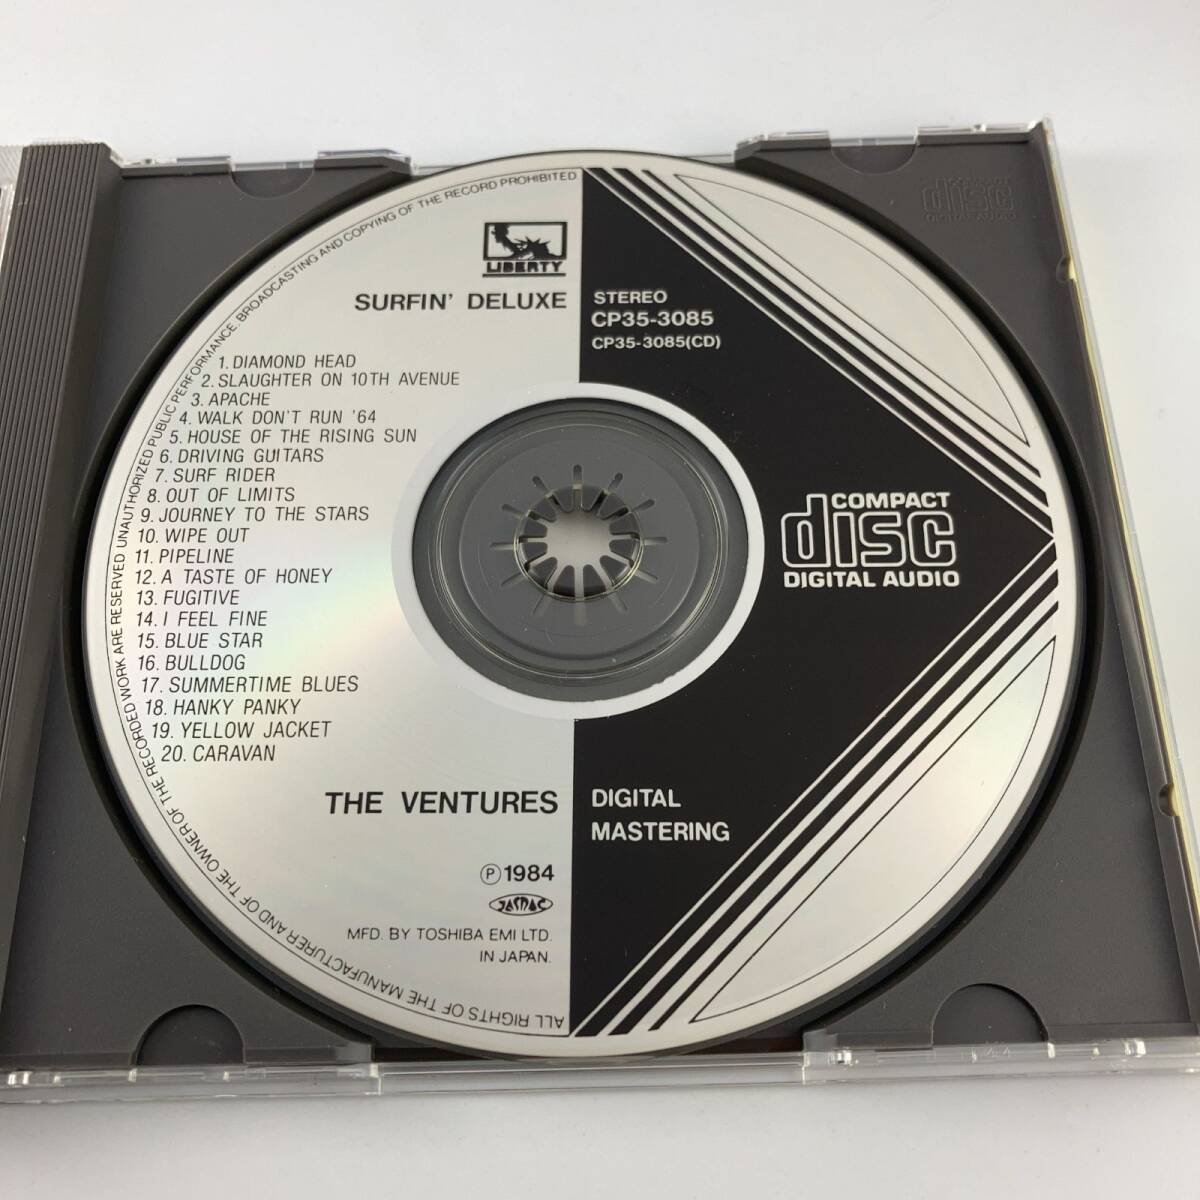 ALL RIGHTS OF THE MANUFACTURER AND OF THE OWNER OF THE RECORDED WORK ARE RESERVED UNAUTHORIZED PUBLIC PERFORMANCE. BROADCASTING AND COPYING OF THE RECORD PROHIBITED
LIBERTY
SURFIN' DELUXE
STEREO
CP35-3085
CP35-3085(CD)
1. DIAMOND HEAD
2. SLAUGHTER ON 10TH AVENUE
3. APACHE
4. WALK DON'T RUN '64
5. HOUSE OF THE RISING SUN
6. DRIVING GUITARS
7. SURF RIDER
8. OUT OF LIMITS
9. JOURNEY TO THE STARS
10. WIPE OUT
11. PIPELINE
12. A TASTE OF HONEY
13. FUGITIVE
14. I FEEL FINE
15. BLUE STAR
16. BULLDOG
17. SUMMERTIME BLUES
18. HANKY PANKY
19. YELLOW JACKET
20. CARAVAN
COMPACT
disc
DIGITAL AUDIO
THE VENTURES
DIGITAL
MASTERING
Ⓟ1984
JASRAC
MFD. BY TOSHIBA EMI LTD.
IN JAPAN.
COMPACT
disc
DIGITAL AUDIO